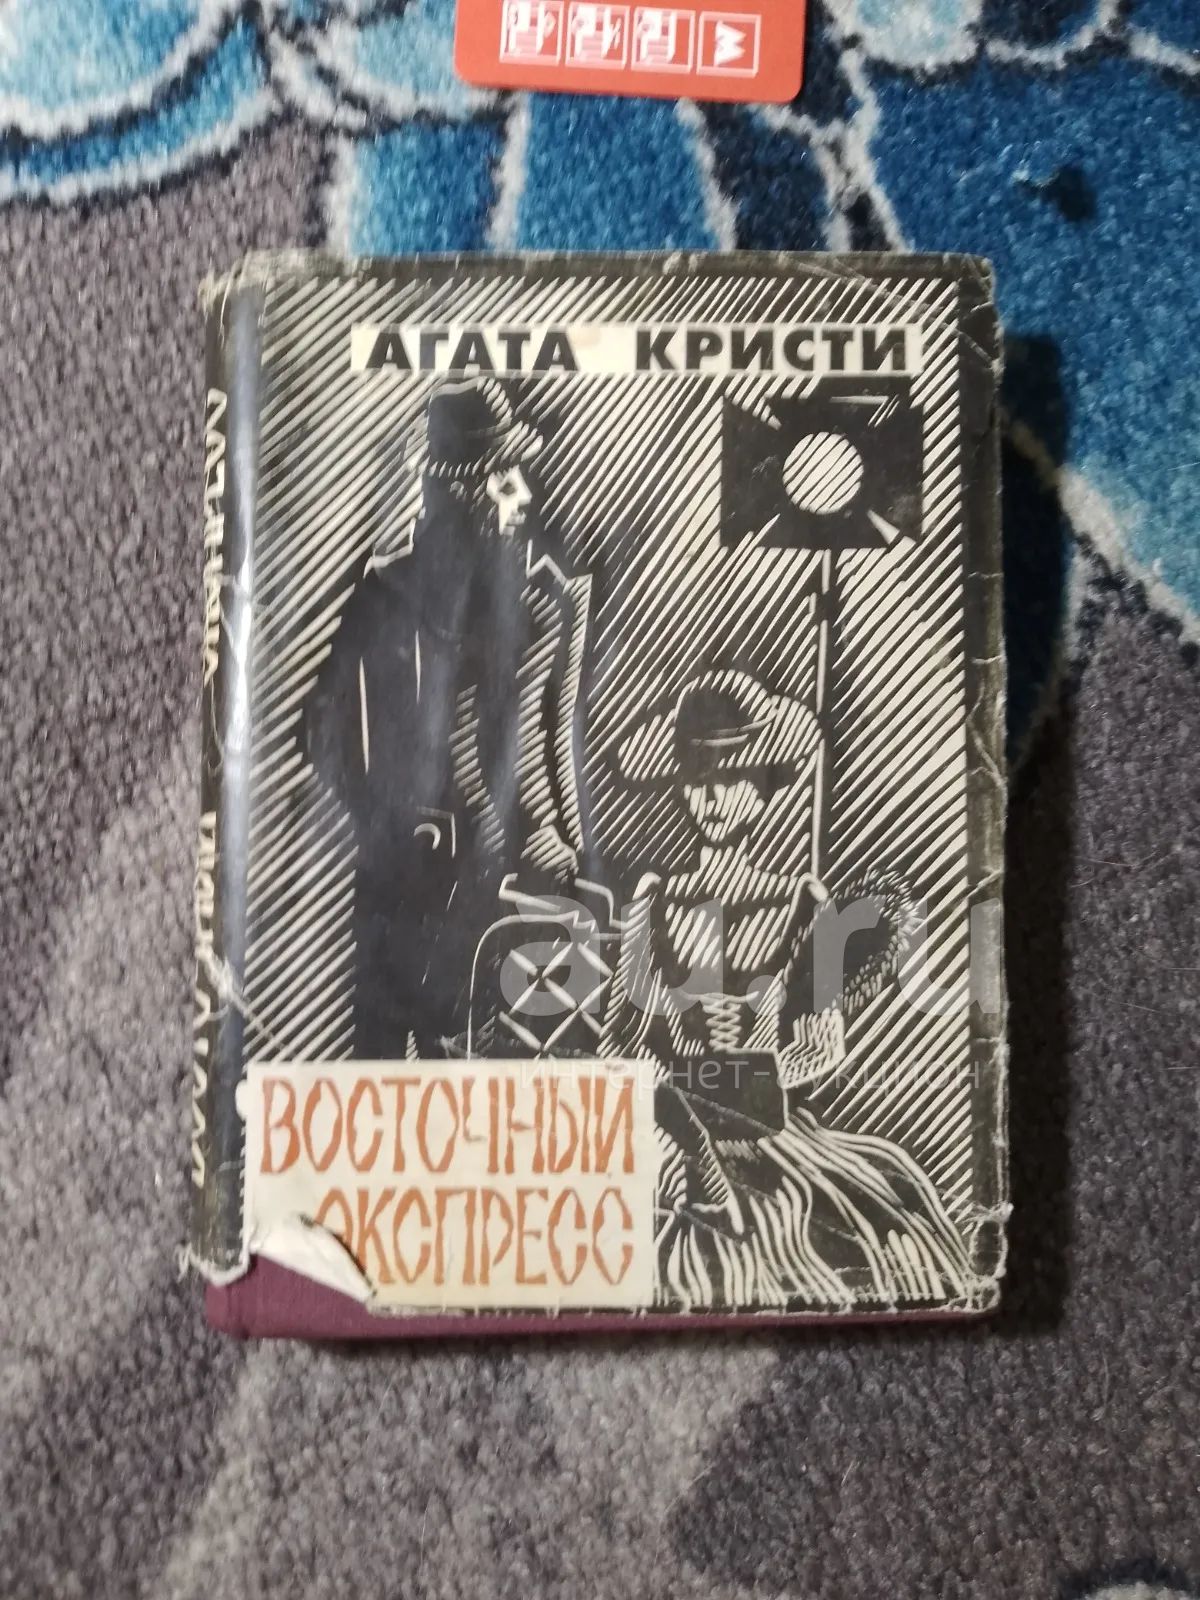 АГАТА КРИСТИ
ВОСТОЧНЫЙ
ЭКСПРЕСС
au.ru
интернет-аукцион